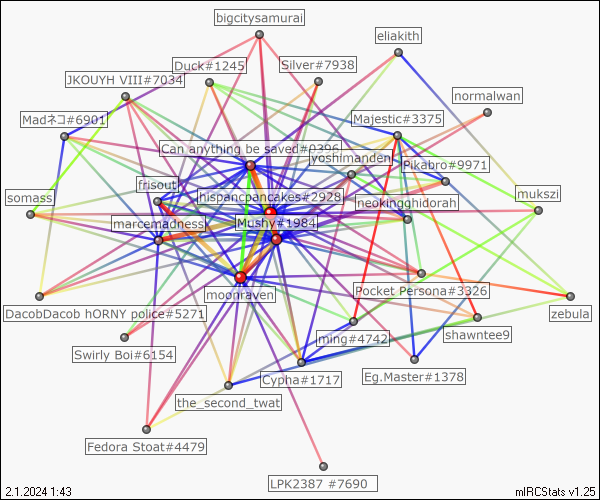 bigcitysamurai
eliakith
Duck#1245
Silver#7938
JKOUYH VIII#7034
normalwan
Madネコ#6901
Majestic#3375
Can anything be saved#0396
yoshimanden
Pikabro#9971
frisout
somass
hispancpancakes#2928
neokingghidorah
mukszi
marcemadness
Mushy#1984
Pocket Persona#3326
moonraven
DacobDacob hORNY police#5271
zebula
ming#4742
shawntee9
Swirly Boi#6154
Cypha#1717
Eg.Master#1378
the_second_twat
Fedora Stoat#4479
LPK2387 #7690
2.1.2024 1:43
mIRCStats v1.25